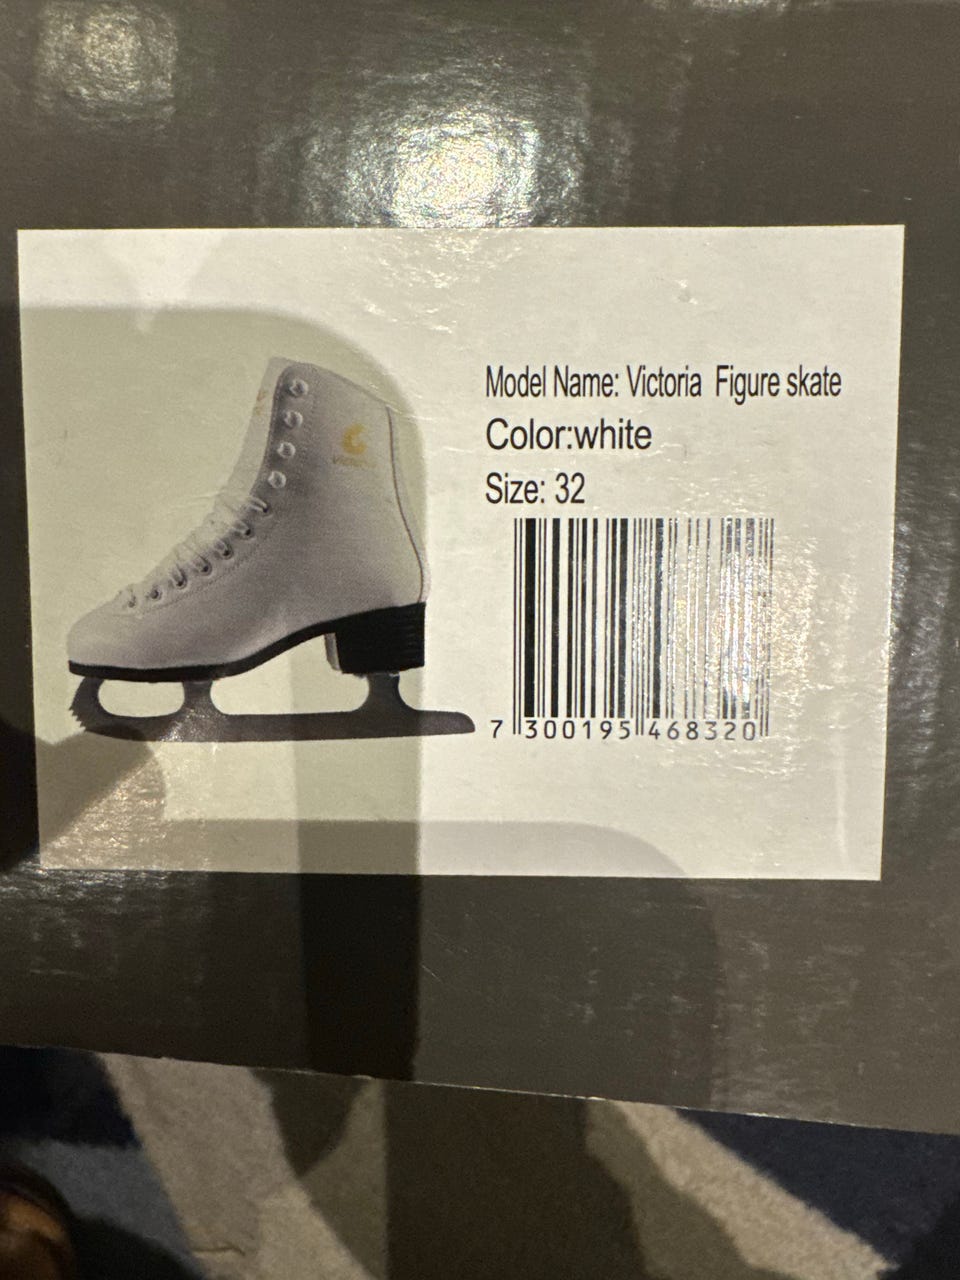 Model Name: Victoria Figure skate
Color:white
Size: 32
7 300195 468320